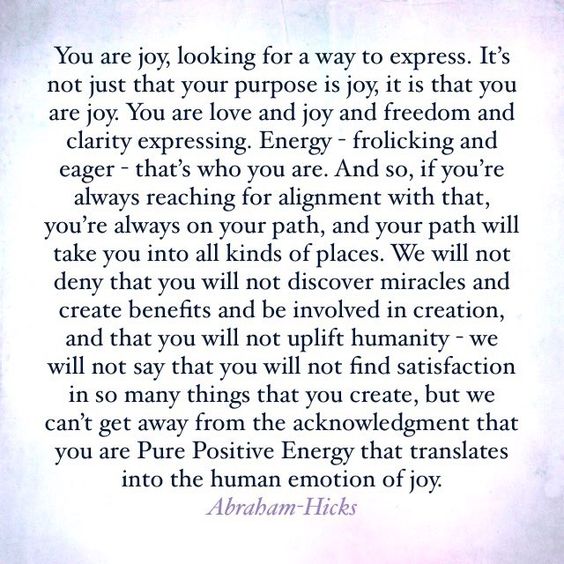 You are joy, looking for a way to express. It's
not just that your purpose is joy, it is that you
are joy. You are love and joy and freedom and
clarity expressing. Energy - frolicking and
eager - that's who you are. And so, if you're
always reaching for alignment with that,
you're always on your path, and your path will
take you into all kinds of places. We will not
deny that you will not discover miracles and
create benefits and be involved in creation,
and that you will not uplift humanity - we
will not say that you will not find satisfaction
in so many things that you create, but we
can't get away from the acknowledgment that
you are Pure Positive Energy that translates
into the human emotion of joy.
Abraham-Hicks